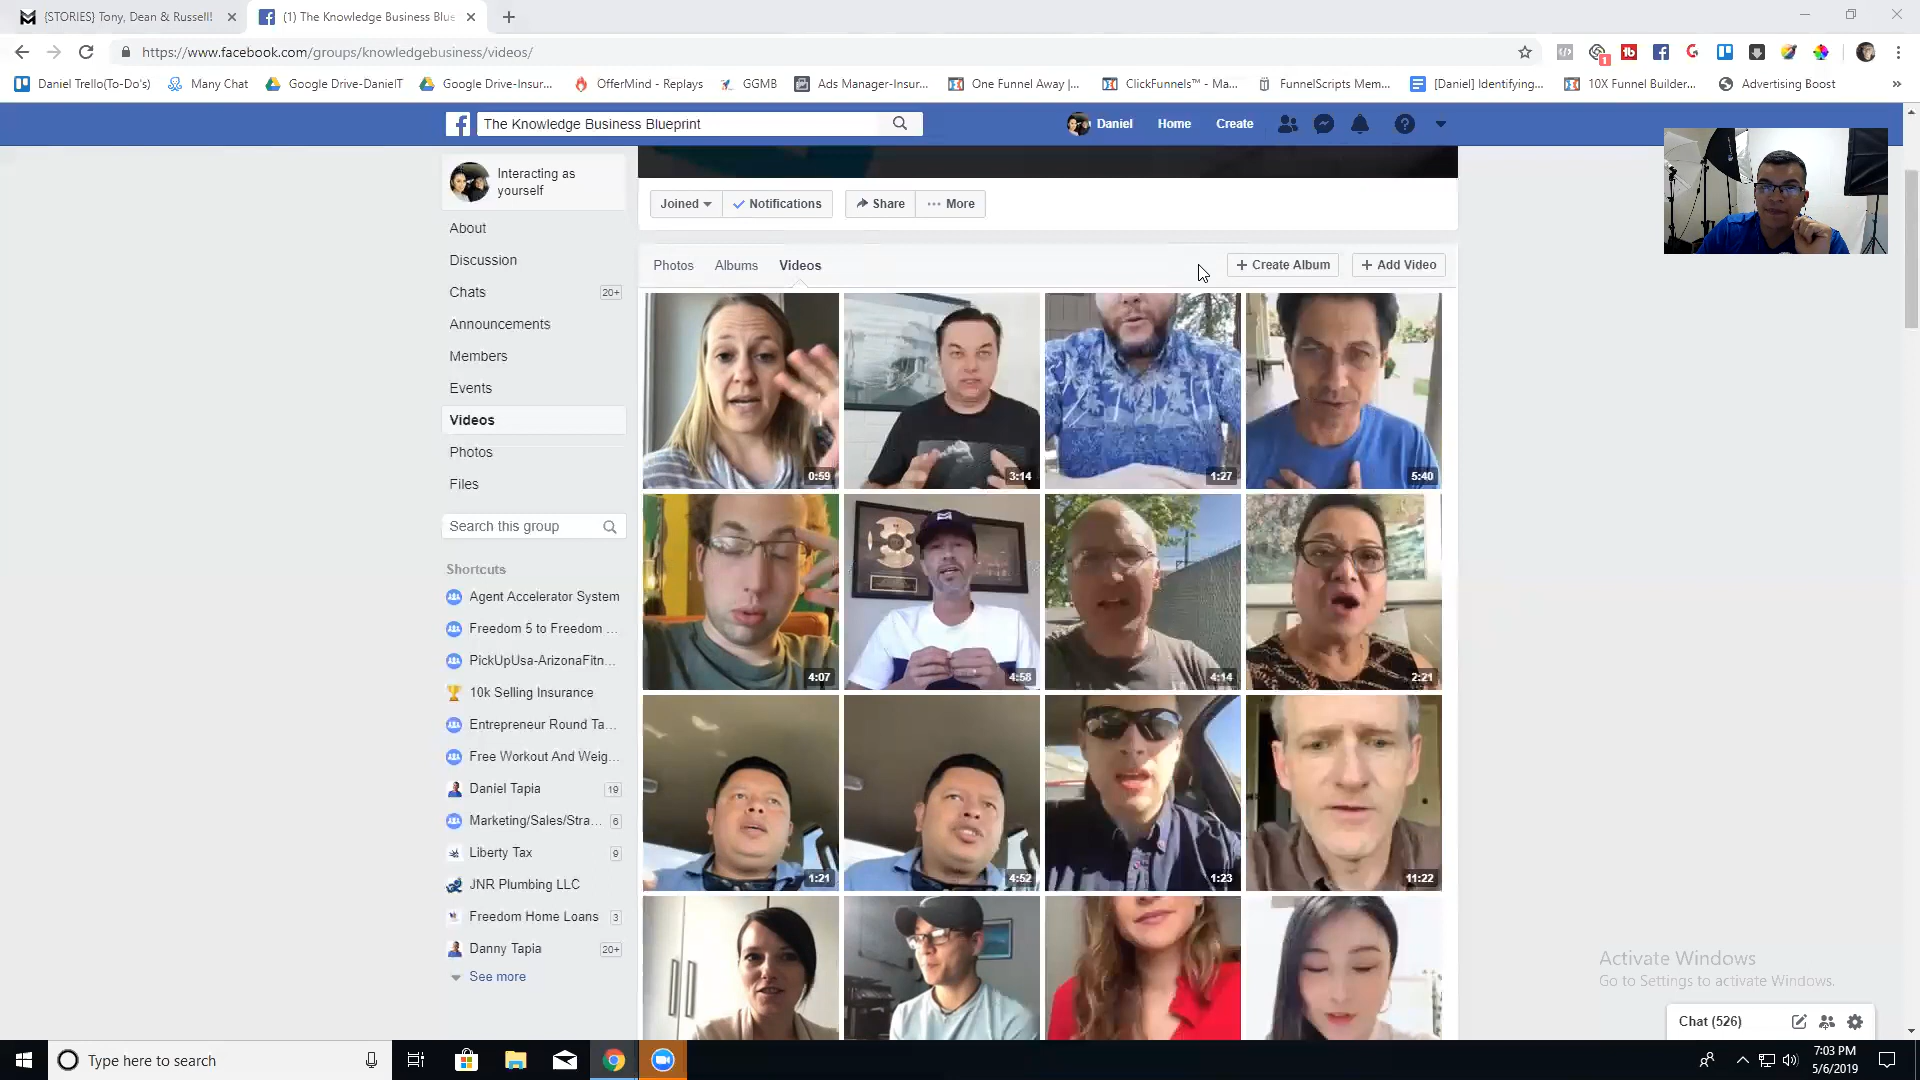 {STORIES} Tony, Dean & Russell!
(1) The Knowledge Business Blue
https://www.facebook.com/groups/knowledgebusiness/videos/
Daniel Trello(To-Do's)
Many Chat
Google Drive-DanielT
Google Drive-Insur...
OfferMind - Replays
GGMB
Ads Manager-Insur...
One Funnel Away |...
ClickFunnels™ - Ma...
FunnelScripts Mem...
[Daniel] Identifying...
10X Funnel Builder...
Advertising Boost
The Knowledge Business Blueprint
Daniel
Home
Create
Interacting as
yourself
Joined
Notifications
Share
More
About
Discussion
Chats
20+
Announcements
Members
Events
Videos
Photos
Files
Search this group
Photos
Albums
Videos
+ Create Album
+ Add Video
0:59
3:14
1:27
5:40
4:07
4:58
4:14
2:21
1:21
4:52
1:23
11:22
Shortcuts
Agent Accelerator System
Freedom 5 to Freedom ...
PickUpUsa-ArizonaFitn...
10k Selling Insurance
Entrepreneur Round Ta...
Free Workout And Weig...
Daniel Tapia
19
Marketing/Sales/Stra...
6
Liberty Tax
9
JNR Plumbing LLC
Freedom Home Loans
3
Danny Tapia
20+
See more
Activate Windows
Go to Settings to activate Windows.
Chat (526)
Type here to search
7:03 PM
5/6/2019